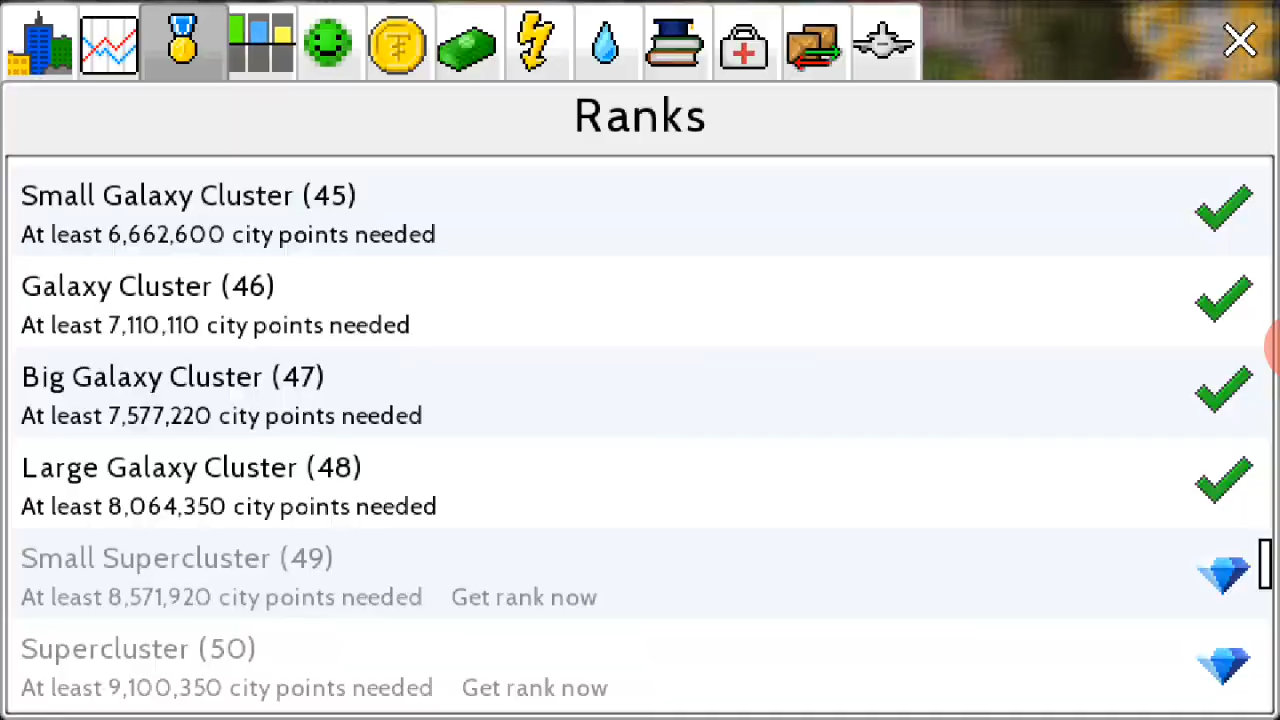 Ranks
Small Galaxy Cluster (45)
At least 6,662,600 city points needed
Galaxy Cluster (46)
At least 7,110,110 city points needed
Big Galaxy Cluster (47)
At least 7,577,220 city points needed
Large Galaxy Cluster (48)
At least 8,064,350 city points needed
Small Supercluster (49)
At least 8,571,920 city points needed Get rank now
Supercluster (50)
At least 9,100,350 city points needed Get rank now